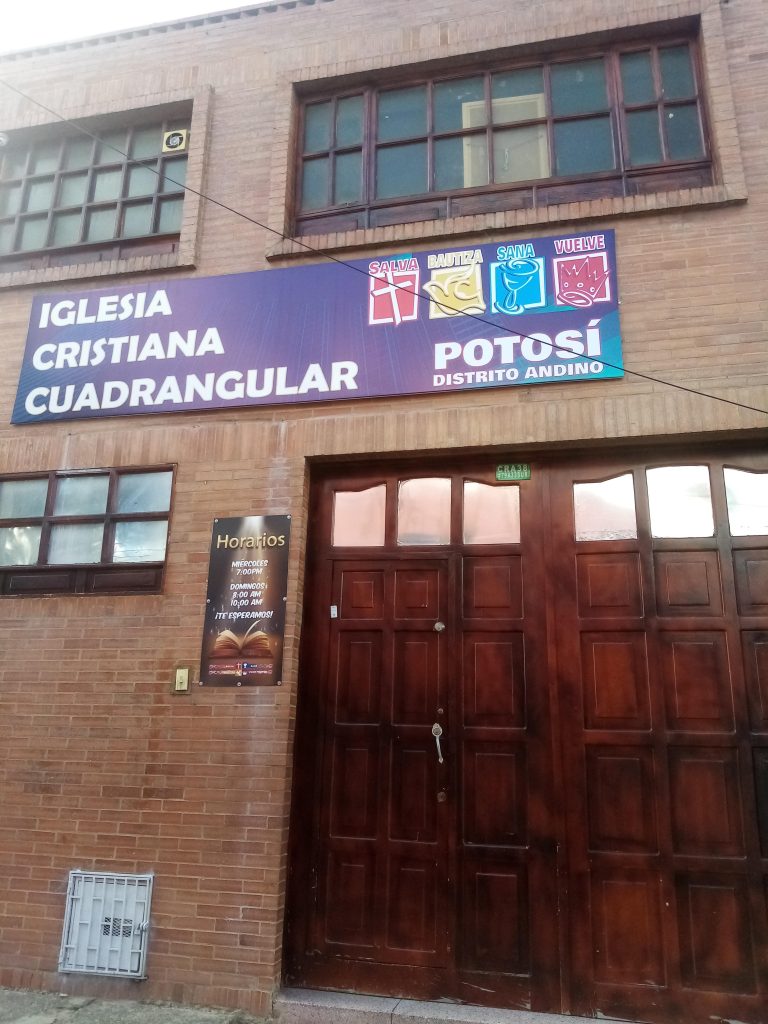 SALVA
BAUTIZA
SANA
VUELVE
IGLESIA
CRISTIANA
CUADRANGULAR
POTOSÍ
DISTRITO ANDINO
CRA38
Horarios
MIERCOLES
7:00PM
DOMINGOS
8:00 AM
10:00 AM
¡TE ESPERAMOS!